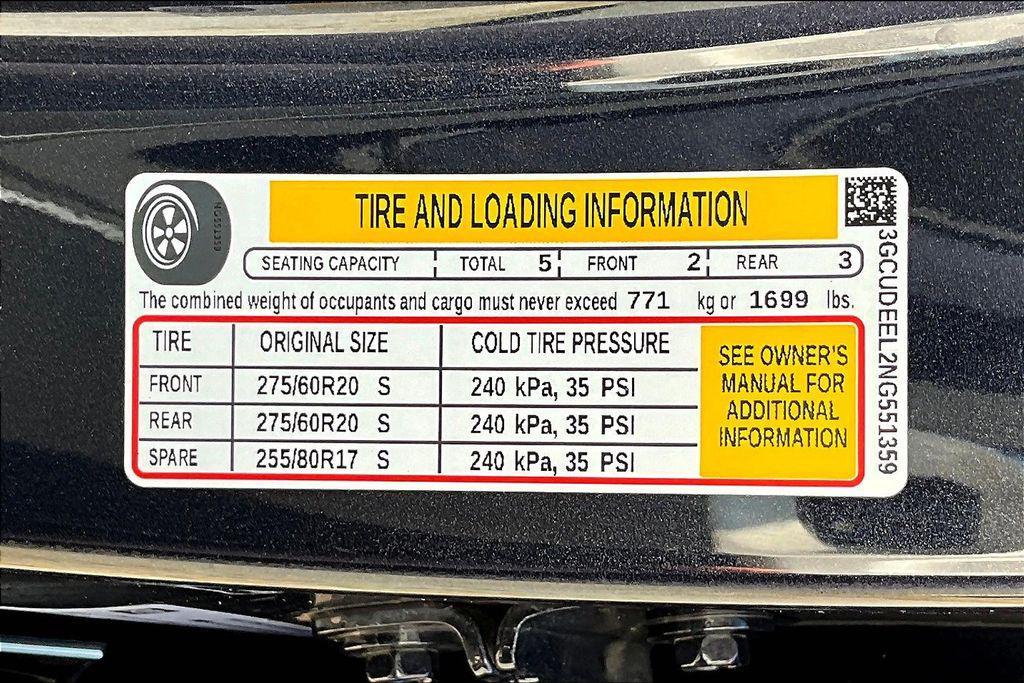 TIRE AND LOADING INFORMATION
SEATING CAPACITY TOTAL 5 FRONT 2 REAR 3
The combined weight of occupants and cargo must never exceed 771 kg or 1699 lbs.
TIRE ORIGINAL SIZE COLD TIRE PRESSURE
FRONT 275/60R20 S 240 kPa, 35 PSI
REAR 275/60R20 S 240 kPa, 35 PSI
SPARE 255/80R17 S 240 kPa, 35 PSI
SEE OWNER'S
MANUAL FOR
ADDITIONAL
INFORMATION
3GCUDEEL2NG551359
NG551359